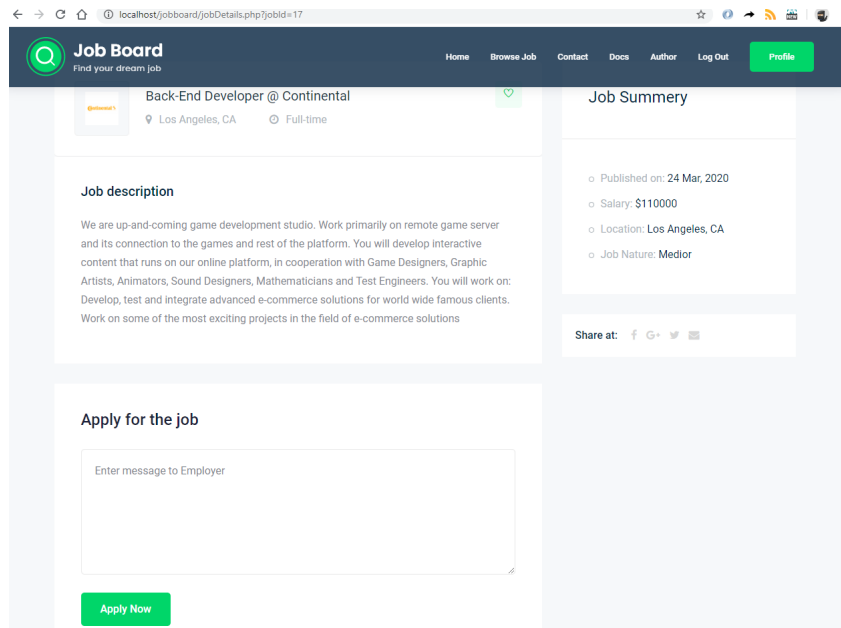 localhost/jobboard/jobDetails.php?jobId=17
Job Board
Find your dream job
Home Browse Job Contact Docs Author Log Out Profile
Back-End Developer @ Continental
Los Angeles, CA Full-time
Job description
We are up-and-coming game development studio. Work primarily on remote game server
and its connection to the games and rest of the platform. You will develop interactive
content that runs on our online platform, in cooperation with Game Designers, Graphic
Artists, Animators, Sound Designers, Mathematicians and Test Engineers. You will work on:
Develop, test and integrate advanced e-commerce solutions for world wide famous clients.
Work on some of the most exciting projects in the field of e-commerce solutions
Apply for the job
Enter message to Employer
Apply Now
Job Summery
Published on: 24 Mar, 2020
Salary: $110000
Location: Los Angeles, CA
Job Nature: Medior
Share at: